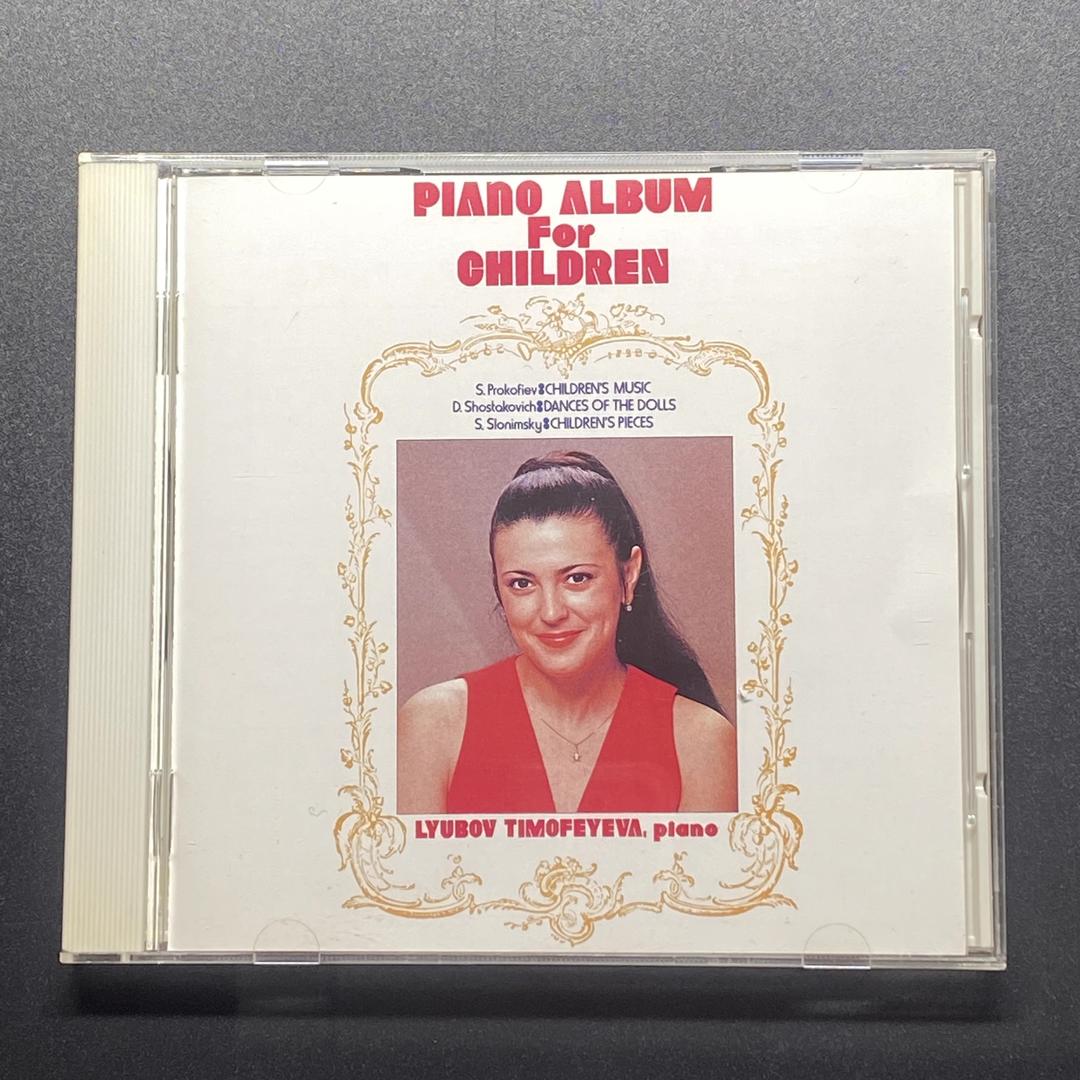 PIANO ALBUM
For
CHILDREN
S. Prokofiev:CHILDREN'S MUSIC
D. Shostakovich:DANCES OF THE DOLLS
S. Slonimsky:CHILDREN'S PIECES
LYUBOV TIMOFEYEVA, piano